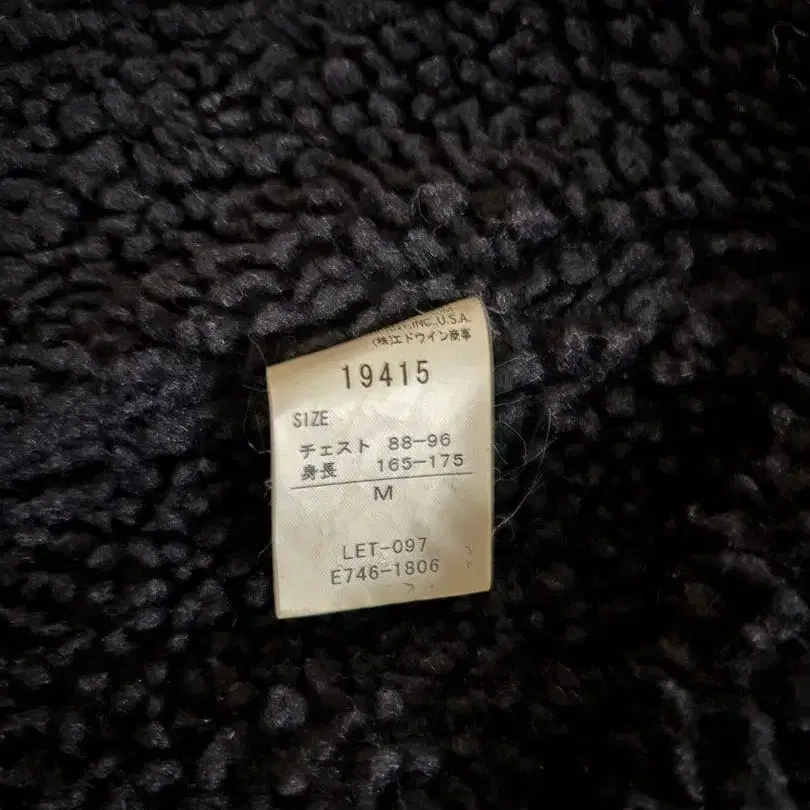 INC.,U.S.A.
(株)エドウイン商事
19415
SIZE
チェスト 88-96
身長 165-175
M
LET-097
E746-1806